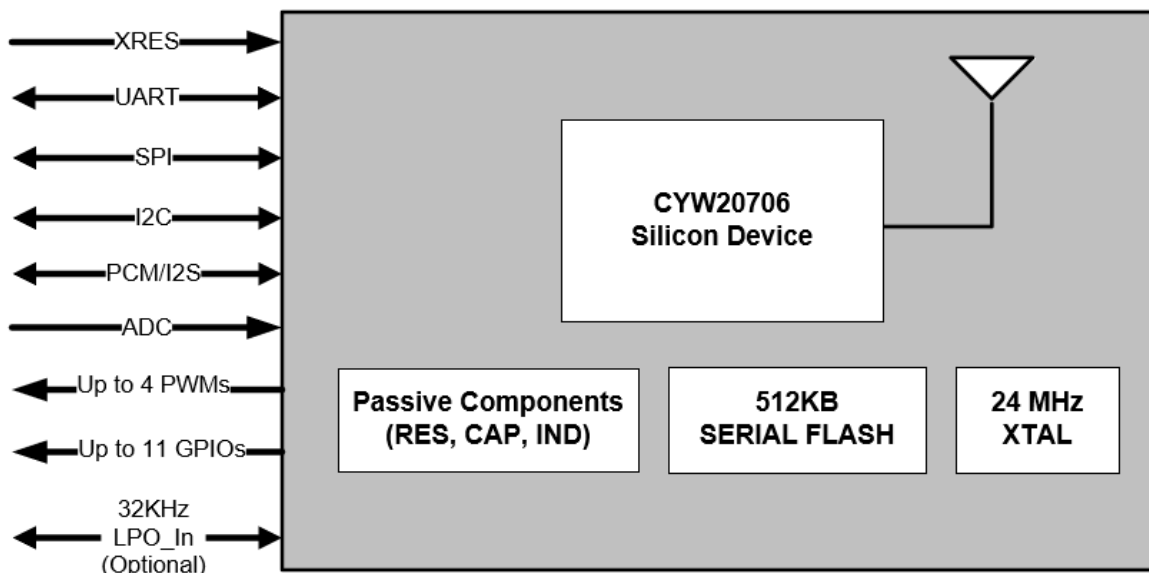 XRES
UART
SPI
I2C
PCM/I2S
ADC
Up to 4 PWMs
Up to 11 GPIOs
32KHz
LPO_In
(Optional)
CYW20706
Silicon Device
Passive Components
(RES, CAP, IND)
512KB
SERIAL FLASH
24 MHz
XTAL